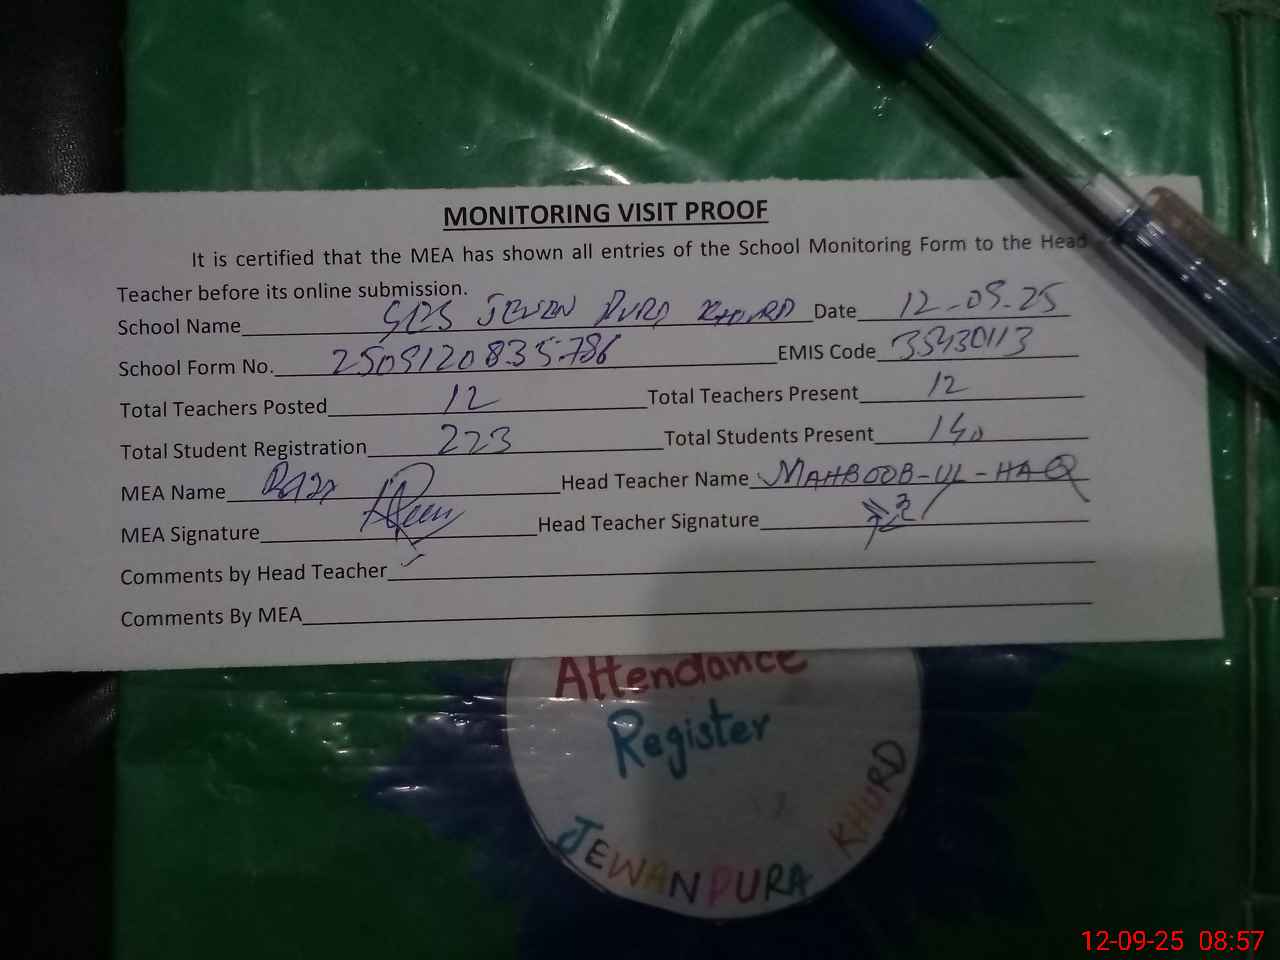 MONITORING VISIT PROOF
It is certified that the MEA has shown all entries of the School Monitoring Form to the Head
Teacher before its online submission.
School Name GPS JEWAN PURA KHURD Date 12-09-25
School Form No. 2509120835786 EMIS Code 35430113
Total Teachers Posted 12 Total Teachers Present 12
Total Student Registration 223 Total Students Present 140
MEA Name Head Teacher Name MAHBOOB-UL-HAQ
MEA Signature Head Teacher Signature
Comments by Head Teacher
Comments By MEA
Attendance
Register
JEWANPURA KHURD
12-09-25 08:57